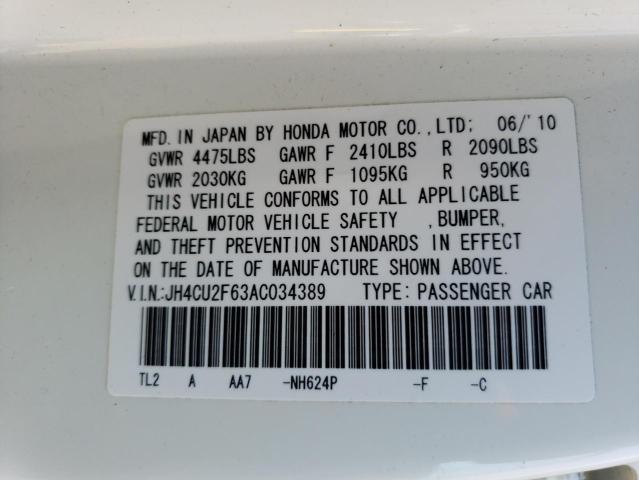 MFD. IN JAPAN BY HONDA MOTOR CO.,LTD; 06/'10
GVWR 4475LBS GAWR F 2410LBS R 2090LBS
GVWR 2030KG GAWR F 1095KG R 950KG
THIS VEHICLE CONFORMS TO ALL APPLICABLE
FEDERAL MOTOR VEHICLE SAFETY ,BUMPER,
AND THEFT PREVENTION STANDARDS IN EFFECT
ON THE DATE OF MANUFACTURE SHOWN ABOVE.
V.I.N.:JH4CU2F63AC034389 TYPE: PASSENGER CAR
TL2 A AA7 -NH624P -F -C